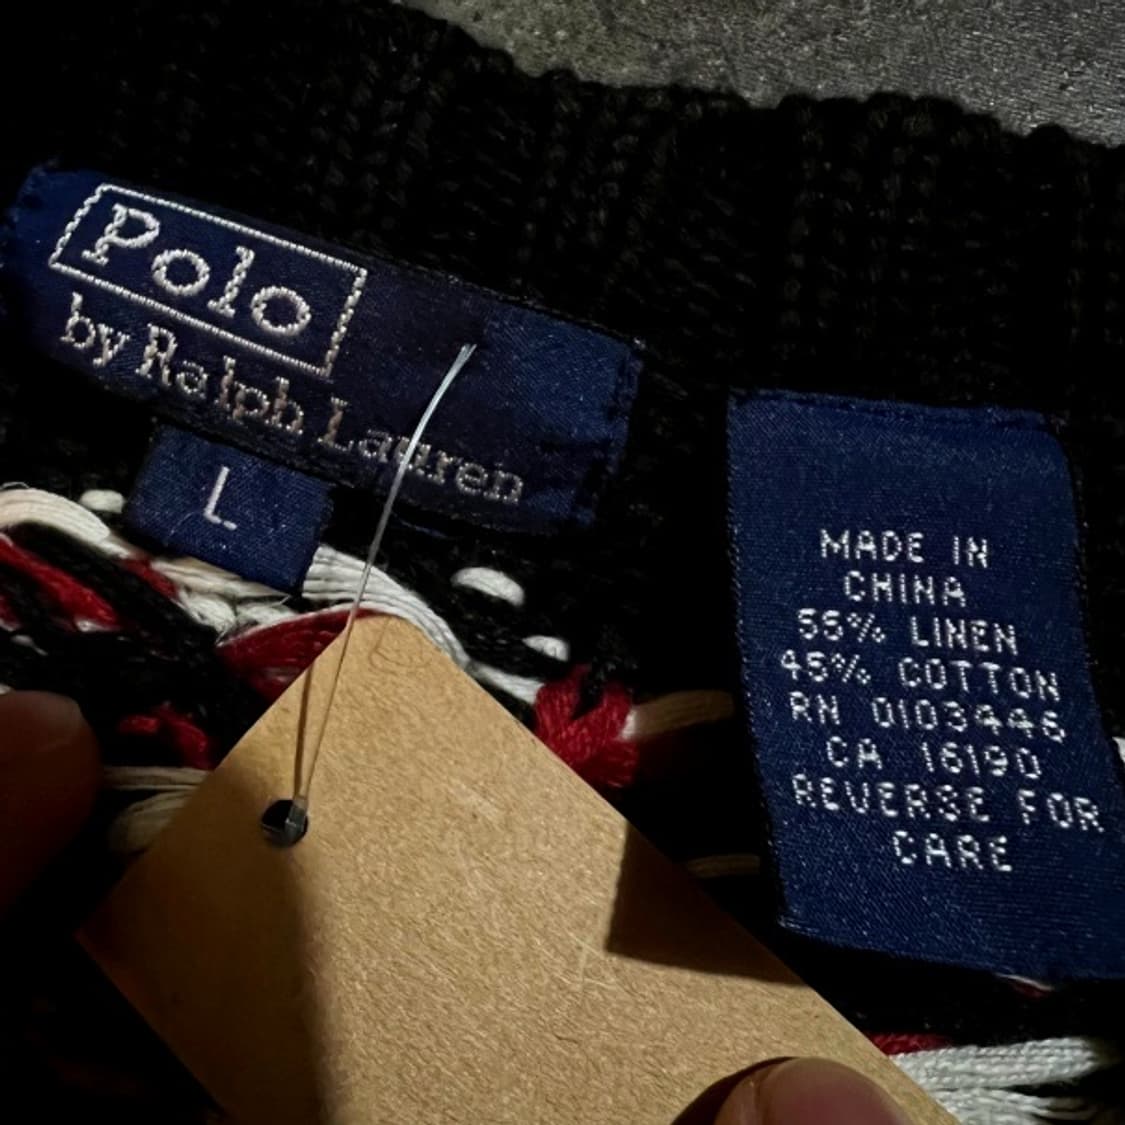 Polo
by Ralph Lauren
L
MADE IN
CHINA
55% LINEN
45% COTTON
RN 0103446
CA 16190
REVERSE FOR
CARE